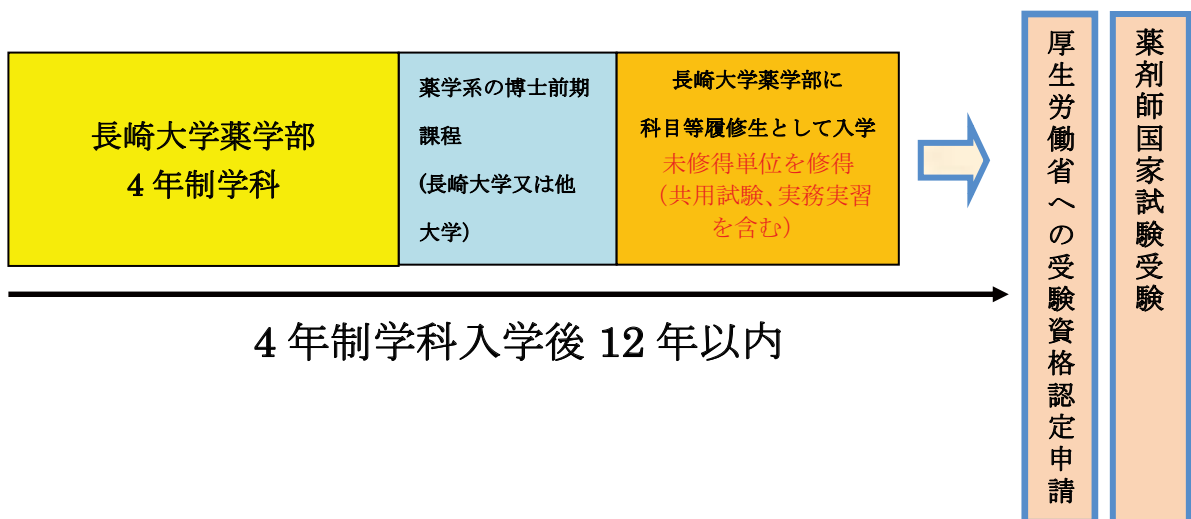 長崎大学薬学部
4 年制学科
薬学系の博士前期
課程
(長崎大学又は他
大学)
長崎大学薬学部に
科目等履修生として入学
未修得単位を修得
（共用試験、実務実習
を含む）
4 年制学科入学後 12 年以内
厚生労働省への受験資格認定申請
薬剤師国家試験受験